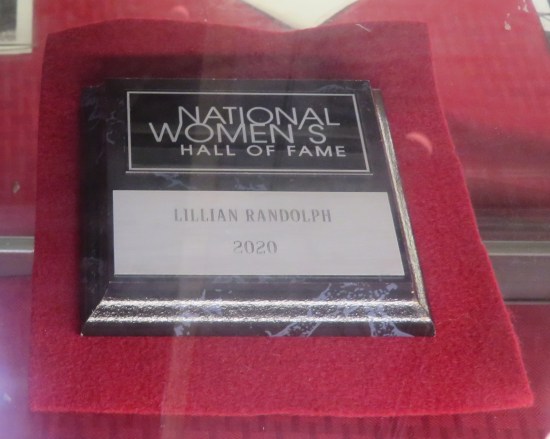 NATIONAL
WOMEN'S
HALL OF FAME
LILLIAN RANDOLPH
2020